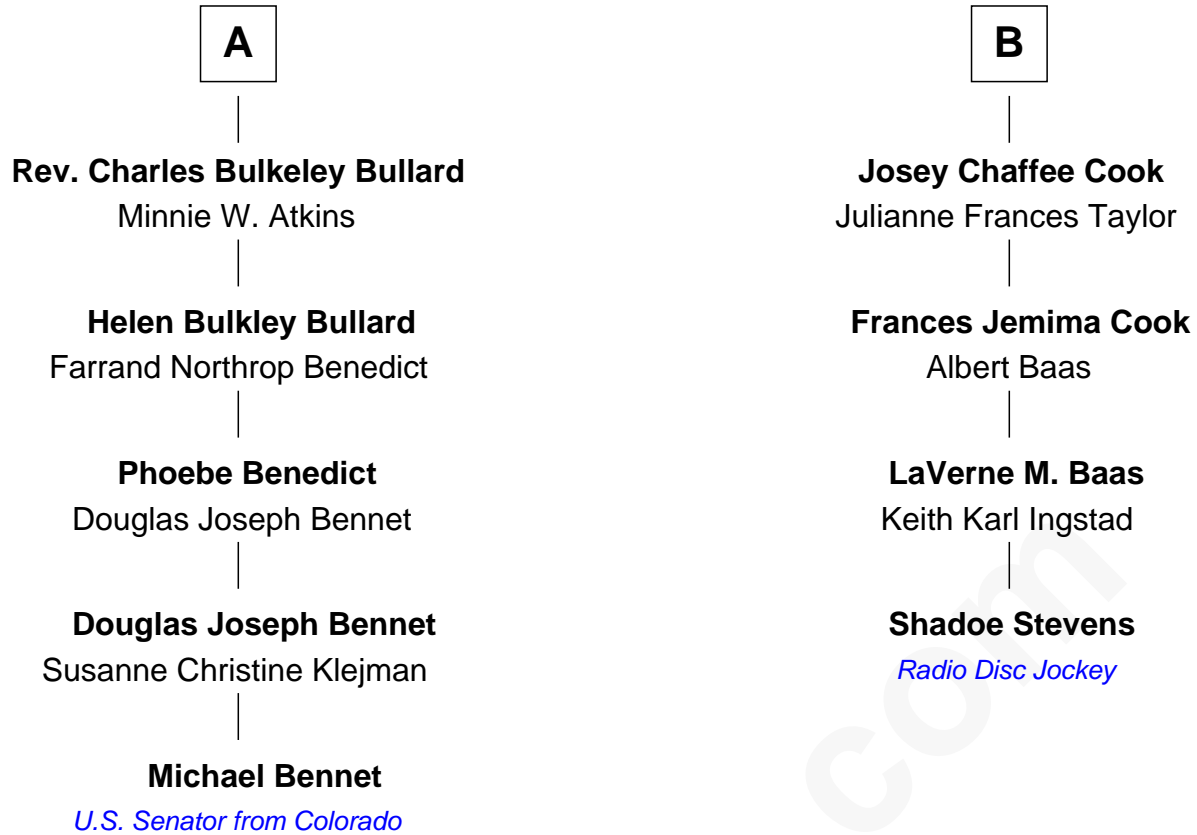 A
Rev. Charles Bulkeley Bullard
Minnie W. Atkins
Helen Bulkley Bullard
Farrand Northrop Benedict
Phoebe Benedict
Douglas Joseph Bennet
Douglas Joseph Bennet
Susanne Christine Klejman
Michael Bennet
U.S. Senator from Colorado
B
Josey Chaffee Cook
Julianne Frances Taylor
Frances Jemima Cook
Albert Baas
LaVerne M. Baas
Keith Karl Ingstad
Shadoe Stevens
Radio Disc Jockey
com